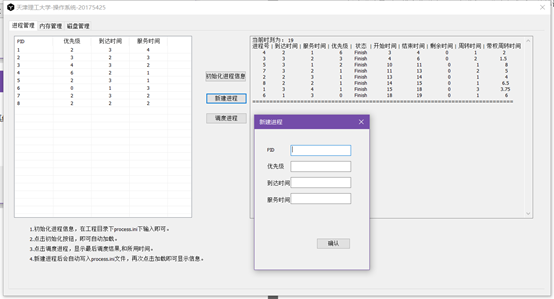 天津理工大学-操作系统-20175425
进程管理 内存管理 磁盘管理
PID 优先级 到达时间 服务时间
1 2 3 4
2 3 2 3
3 4 3 2
4 6 2 1
5 2 3 1
6 0 1 3
7 2 3 2
8 2 2 2
初始化进程信息
新建进程
调度进程
当前时刻为: 19
进程号 | 到达时间 | 服务时间 | 优先级 | 状态 | 开始时间 | 结束时间 | 剩余时间 | 周转时间 | 带权周转时间
4 2 1 6 Finish 3 4 0 1 2
3 3 2 3 Finish 4 6 0 2 1.5
5 3 1 2 Finish 10 11 0 1 8
7 3 2 2 Finish 11 13 0 2 5
2 2 3 1 Finish 13 14 0 1 4
8 2 2 1 Finish 14 15 0 1 6.5
1 3 4 1 Finish 15 18 0 3 3.75
6 1 3 0 Finish 18 19 0 1 6
新建进程
PID
优先级
到达时间
服务时间
确认
1.初始化进程信息，在工程目录下process.ini下输入即可。
2.点击初始化按钮，即可自动加载。
3.点击调度进程，显示最后调度结果,和所用时间。
4.新建进程后会自动写入process.ini文件，再次点击加载即可显示信息。